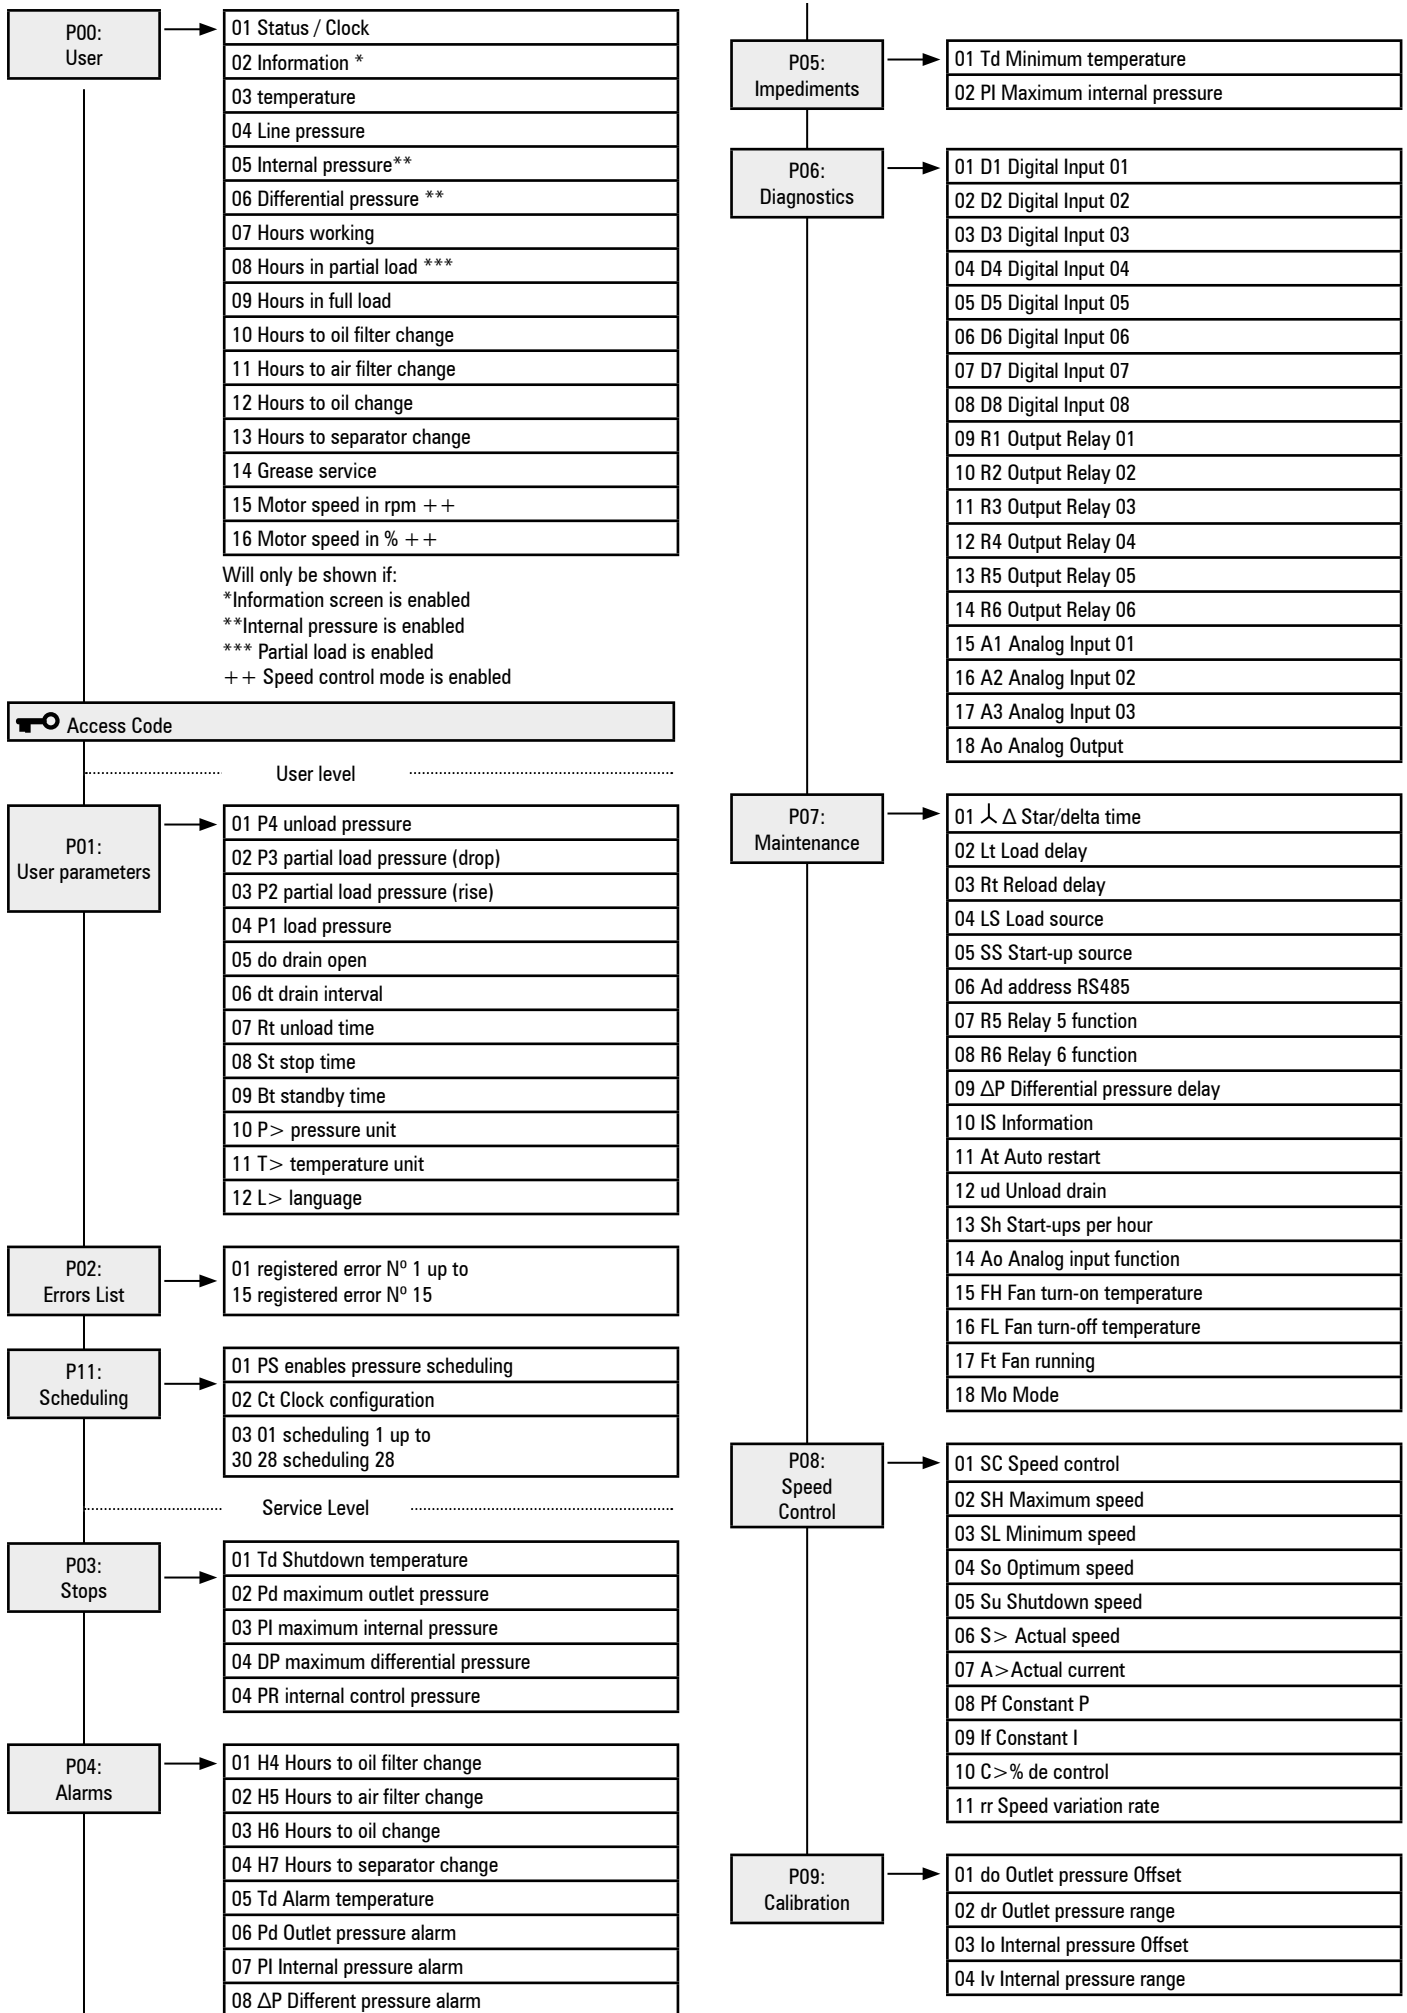 P00:
User
01 Status / Clock
02 Information *
03 temperature
04 Line pressure
05 Internal pressure**
06 Differential pressure **
07 Hours working
08 Hours in partial load ***
09 Hours in full load
10 Hours to oil filter change
11 Hours to air filter change
12 Hours to oil change
13 Hours to separator change
14 Grease service
15 Motor speed in rpm ++
16 Motor speed in % ++
Will only be shown if:
*Information screen is enabled
**Internal pressure is enabled
*** Partial load is enabled
++ Speed control mode is enabled
Access Code
User level
P01:
User parameters
01 P4 unload pressure
02 P3 partial load pressure (drop)
03 P2 partial load pressure (rise)
04 P1 load pressure
05 do drain open
06 dt drain interval
07 Rt unload time
08 St stop time
09 Bt standby time
10 P> pressure unit
11 T> temperature unit
12 L> language
P02:
Errors List
01 registered error Nº 1 up to
15 registered error Nº 15
P11:
Scheduling
01 PS enables pressure scheduling
02 Ct Clock configuration
03 01 scheduling 1 up to
30 28 scheduling 28
Service Level
P03:
Stops
01 Td Shutdown temperature
02 Pd maximum outlet pressure
03 PI maximum internal pressure
04 DP maximum differential pressure
04 PR internal control pressure
P04:
Alarms
01 H4 Hours to oil filter change
02 H5 Hours to air filter change
03 H6 Hours to oil change
04 H7 Hours to separator change
05 Td Alarm temperature
06 Pd Outlet pressure alarm
07 PI Internal pressure alarm
08 ΔP Different pressure alarm
P05:
Impediments
01 Td Minimum temperature
02 PI Maximum internal pressure
P06:
Diagnostics
01 D1 Digital Input 01
02 D2 Digital Input 02
03 D3 Digital Input 03
04 D4 Digital Input 04
05 D5 Digital Input 05
06 D6 Digital Input 06
07 D7 Digital Input 07
08 D8 Digital Input 08
09 R1 Output Relay 01
10 R2 Output Relay 02
11 R3 Output Relay 03
12 R4 Output Relay 04
13 R5 Output Relay 05
14 R6 Output Relay 06
15 A1 Analog Input 01
16 A2 Analog Input 02
17 A3 Analog Input 03
18 Ao Analog Output
P07:
Maintenance
01 ⅄ Δ Star/delta time
02 Lt Load delay
03 Rt Reload delay
04 LS Load source
05 SS Start-up source
06 Ad address RS485
07 R5 Relay 5 function
08 R6 Relay 6 function
09 ΔP Differential pressure delay
10 IS Information
11 At Auto restart
12 ud Unload drain
13 Sh Start-ups per hour
14 Ao Analog input function
15 FH Fan turn-on temperature
16 FL Fan turn-off temperature
17 Ft Fan running
18 Mo Mode
P08:
Speed
Control
01 SC Speed control
02 SH Maximum speed
03 SL Minimum speed
04 So Optimum speed
05 Su Shutdown speed
06 S> Actual speed
07 A>Actual current
08 Pf Constant P
09 If Constant I
10 C>% de control
11 rr Speed variation rate
P09:
Calibration
01 do Outlet pressure Offset
02 dr Outlet pressure range
03 Io Internal pressure Offset
04 Iv Internal pressure range